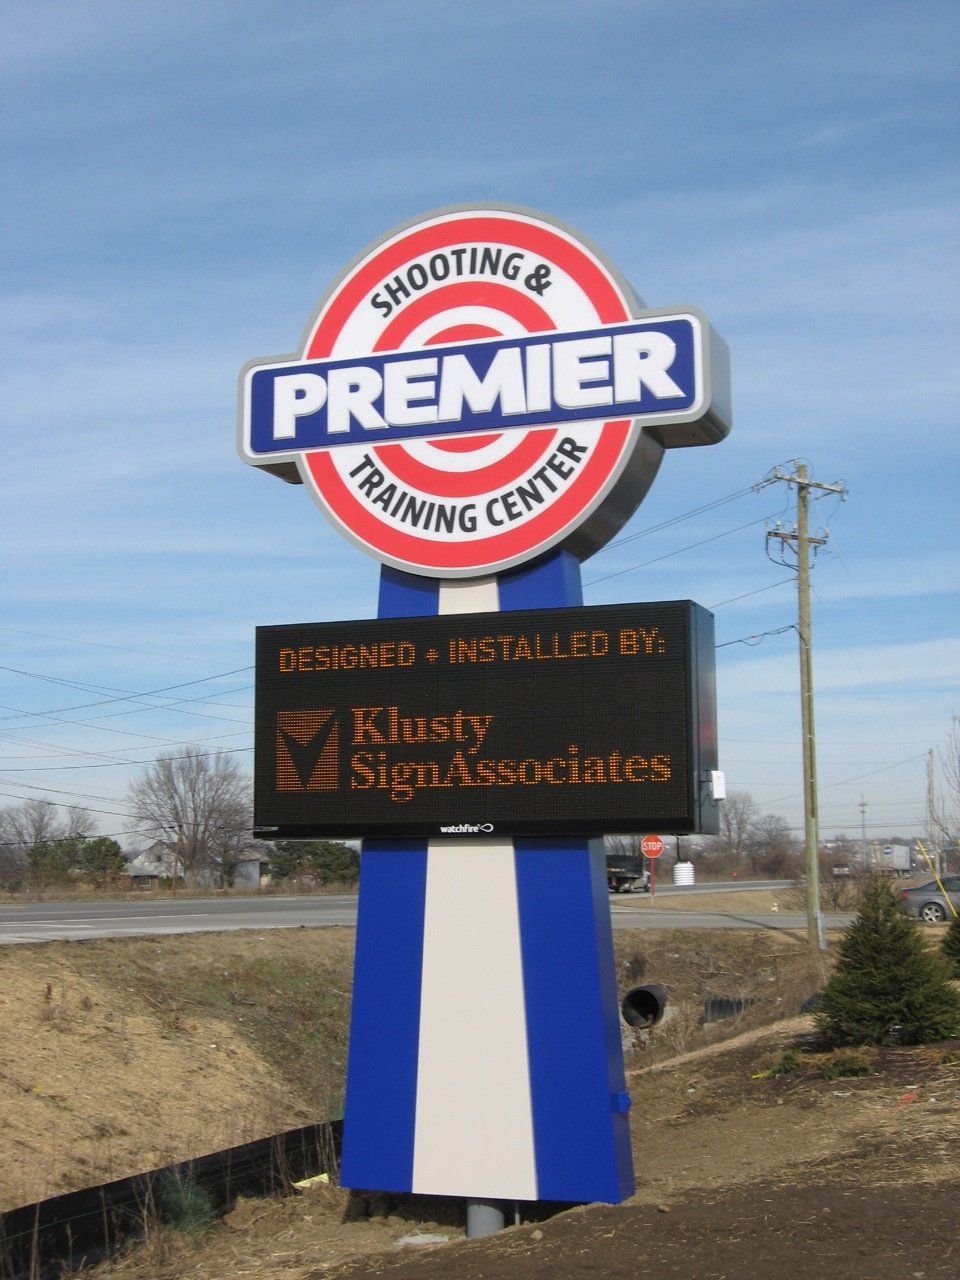 SHOOTING &
PREMIER
TRAINING CENTER
DESIGNED + INSTALLED BY:
Klusty
SignAssociates
watchfire
STOP